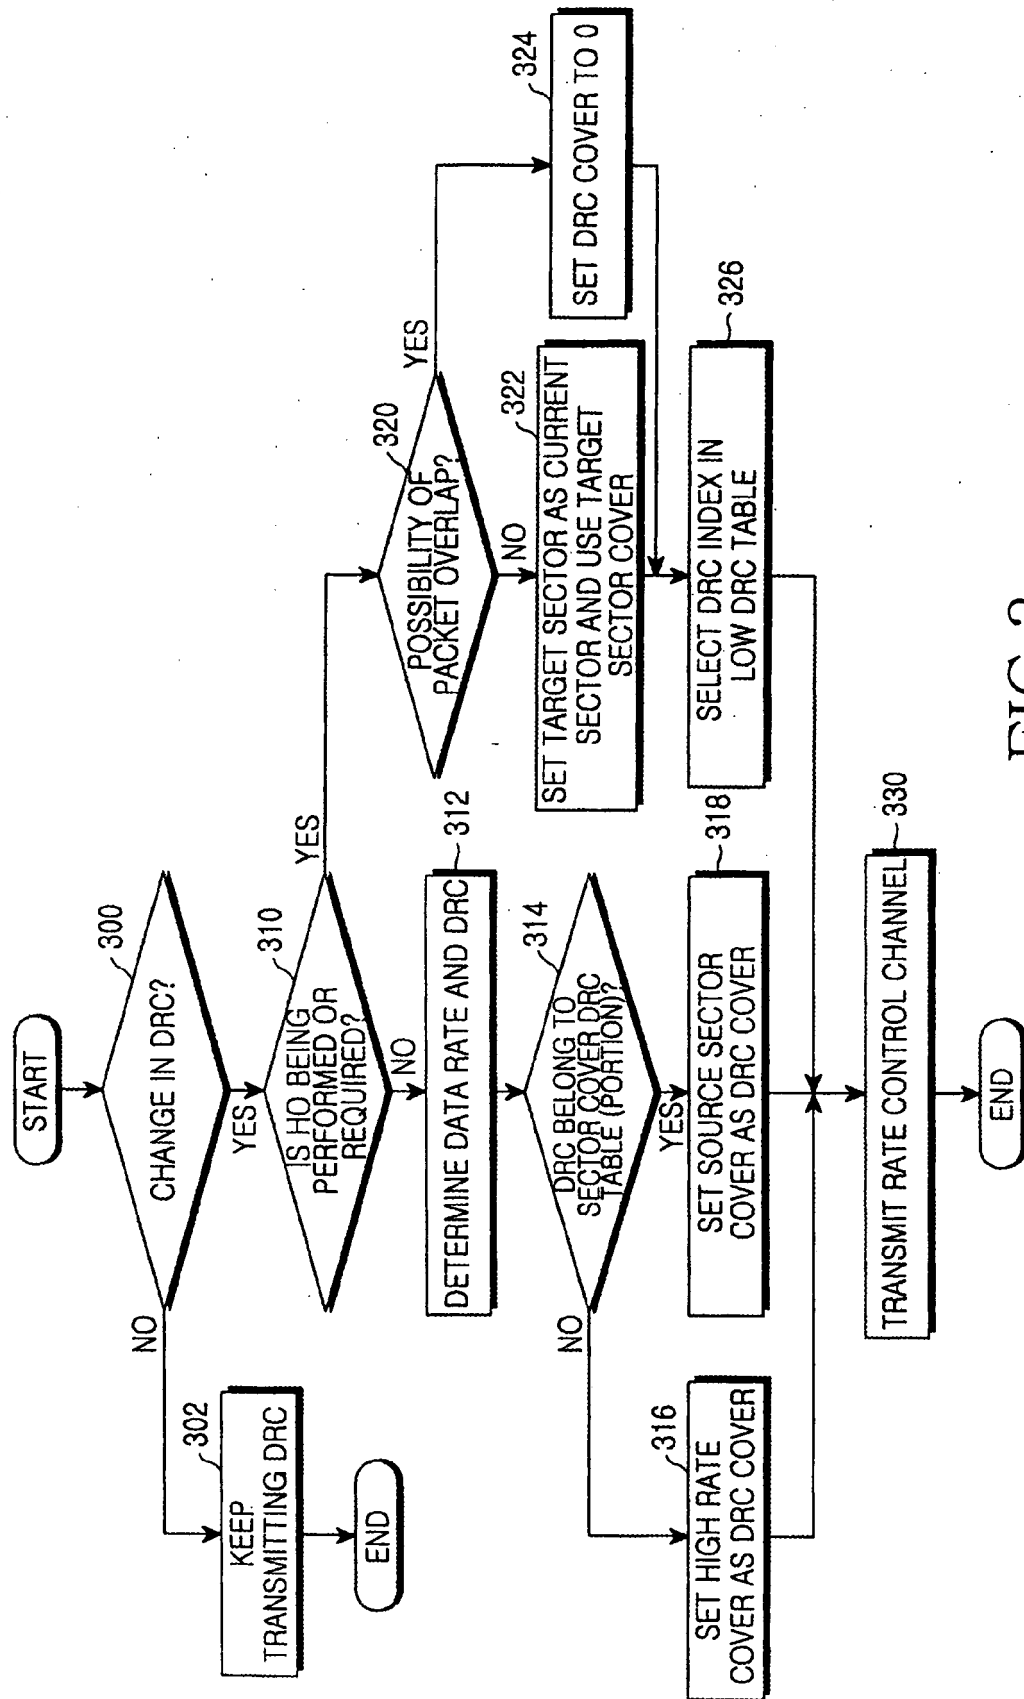 START
300
CHANGE IN DRC?
NO
YES
302
KEEP
TRANSMITTING DRC
END
310
IS HO BEING
PERFORMED OR
REQUIRED?
YES
NO
312
DETERMINE DATA RATE AND DRC
314
DRC BELONG TO
SECTOR COVER DRC
TABLE (PORTION)?
NO
YES
316
SET HIGH RATE
COVER AS DRC COVER
318
SET SOURCE SECTOR
COVER AS DRC COVER
320
POSSIBILITY OF
PACKET OVERLAP?
YES
NO
322
SET TARGET SECTOR AS CURRENT
SECTOR AND USE TARGET
SECTOR COVER
324
SET DRC COVER TO 0
326
SELECT DRC INDEX IN
LOW DRC TABLE
330
TRANSMIT RATE CONTROL CHANNEL
END